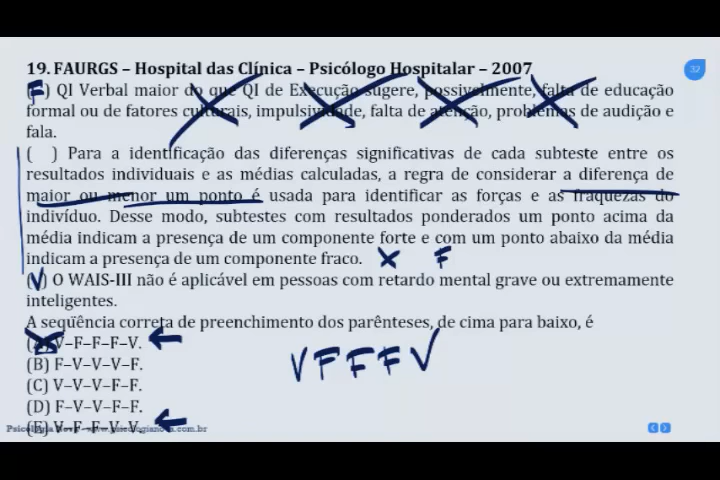 19. FAURGS – Hospital das Clínica – Psicólogo Hospitalar – 2007
32
(F) QI Verbal maior do que QI de Execução sugere, possivelmente, falta de educação
formal ou de fatores culturais, impulsividade, falta de atenção, problemas de audição e
fala.
( ) Para a identificação das diferenças significativas de cada subteste entre os
resultados individuais e as médias calculadas, a regra de considerar a diferença de
maior ou menor um ponto é usada para identificar as forças e as fraquezas do
indivíduo. Desse modo, subtestes com resultados ponderados um ponto acima da
média indicam a presença de um componente forte e com um ponto abaixo da média
indicam a presença de um componente fraco. X F
(V) O WAIS-III não é aplicável em pessoas com retardo mental grave ou extremamente
inteligentes.
A seqüência correta de preenchimento dos parênteses, de cima para baixo, é
(A) V–F–F–F–V.
(B) F–V–V–V–F.
V F F F V
(C) V–V–V–F–F.
(D) F–V–V–F–F.
(E) V–F–F–V–V.